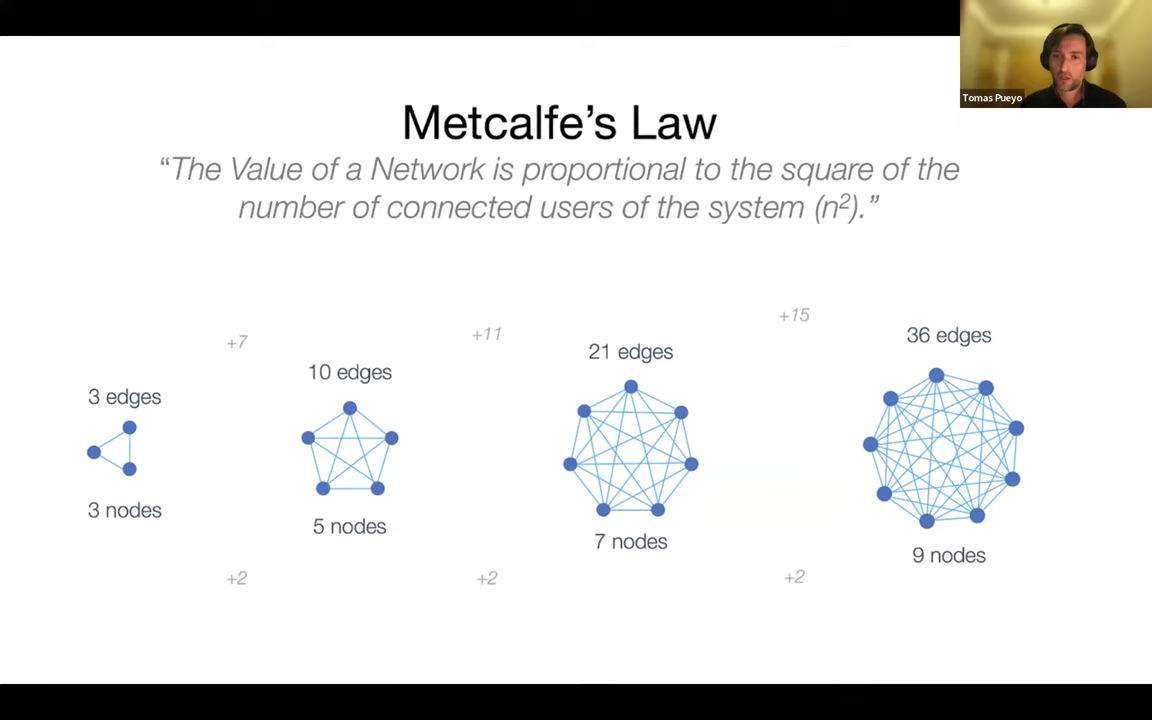 Tomas Pueyo
Metcalfe's Law
“The Value of a Network is proportional to the square of the
number of connected users of the system (n²).”
+7
+11
+15
3 edges
10 edges
21 edges
36 edges
3 nodes
5 nodes
7 nodes
9 nodes
+2
+2
+2